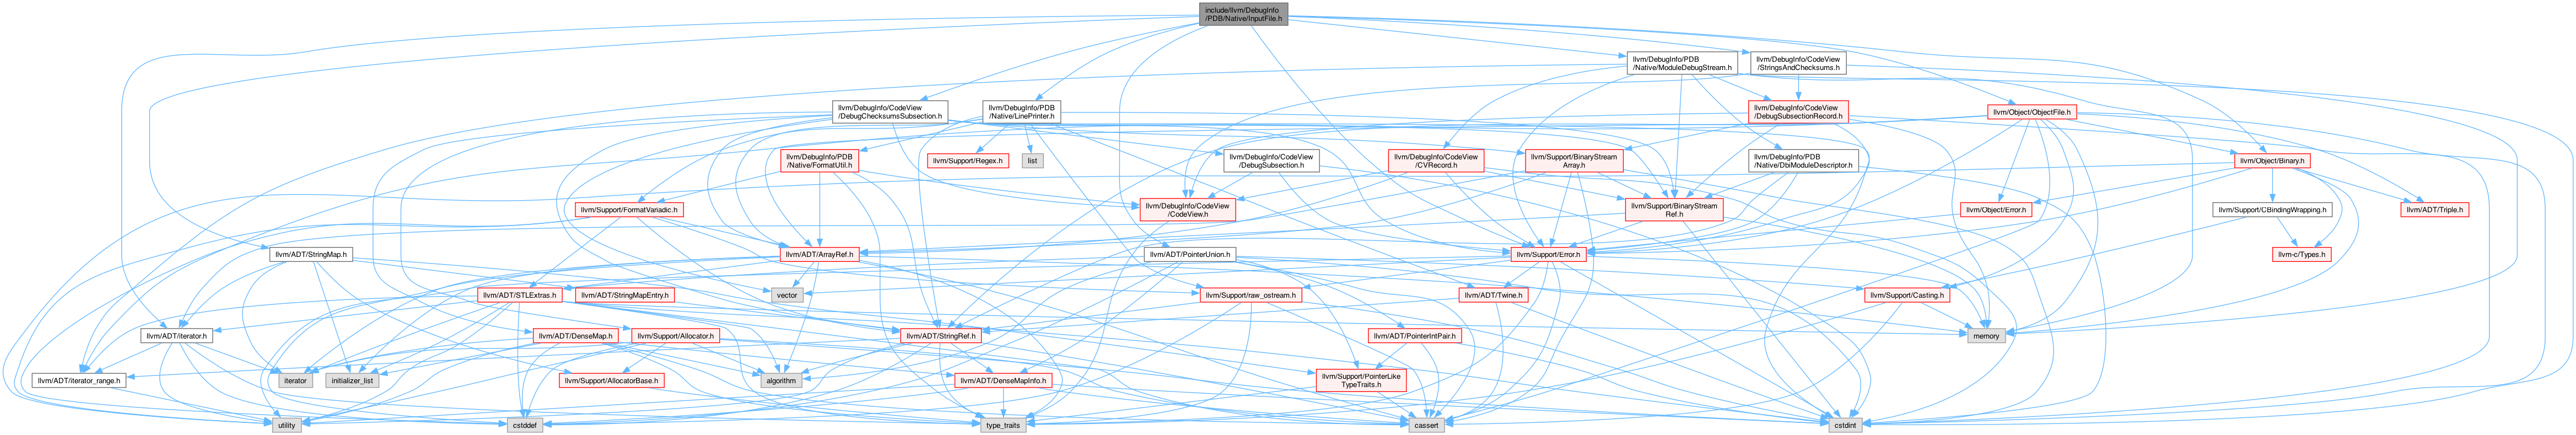 include/llvm/DebugInfo
/PDB/Native/InputFile.h
llvm/DebugInfo/PDB
/Native/ModuleDebugStream.h
llvm/DebugInfo/CodeView
/StringsAndChecksums.h
llvm/DebugInfo/CodeView
/DebugChecksumsSubsection.h
llvm/DebugInfo/PDB
/Native/LinePrinter.h
llvm/DebugInfo/CodeView
/DebugSubsectionRecord.h
llvm/Object/ObjectFile.h
llvm/DebugInfo/PDB
/Native/FormatUtil.h
llvm/Support/Regex.h
list
llvm/DebugInfo/CodeView
/DebugSubsection.h
llvm/DebugInfo/CodeView
/CVRecord.h
llvm/Support/BinaryStream
Array.h
llvm/DebugInfo/PDB
/Native/DbiModuleDescriptor.h
llvm/Object/Binary.h
llvm/Support/FormatVariadic.h
llvm/DebugInfo/CodeView
/CodeView.h
llvm/Support/BinaryStream
Ref.h
llvm/Object/Error.h
llvm/Support/CBindingWrapping.h
llvm/ADT/Triple.h
llvm/ADT/StringMap.h
llvm/ADT/ArrayRef.h
llvm/ADT/PointerUnion.h
llvm/Support/Error.h
llvm-c/Types.h
llvm/ADT/STLExtras.h
llvm/ADT/StringMapEntry.h
vector
llvm/Support/raw_ostream.h
llvm/ADT/Twine.h
llvm/Support/Casting.h
llvm/ADT/iterator.h
llvm/ADT/DenseMap.h
llvm/Support/Allocator.h
llvm/ADT/StringRef.h
llvm/ADT/PointerIntPair.h
memory
llvm/ADT/iterator_range.h
iterator
initializer_list
llvm/Support/AllocatorBase.h
algorithm
llvm/ADT/DenseMapInfo.h
llvm/Support/PointerLike
TypeTraits.h
utility
cstddef
type_traits
cassert
cstdint